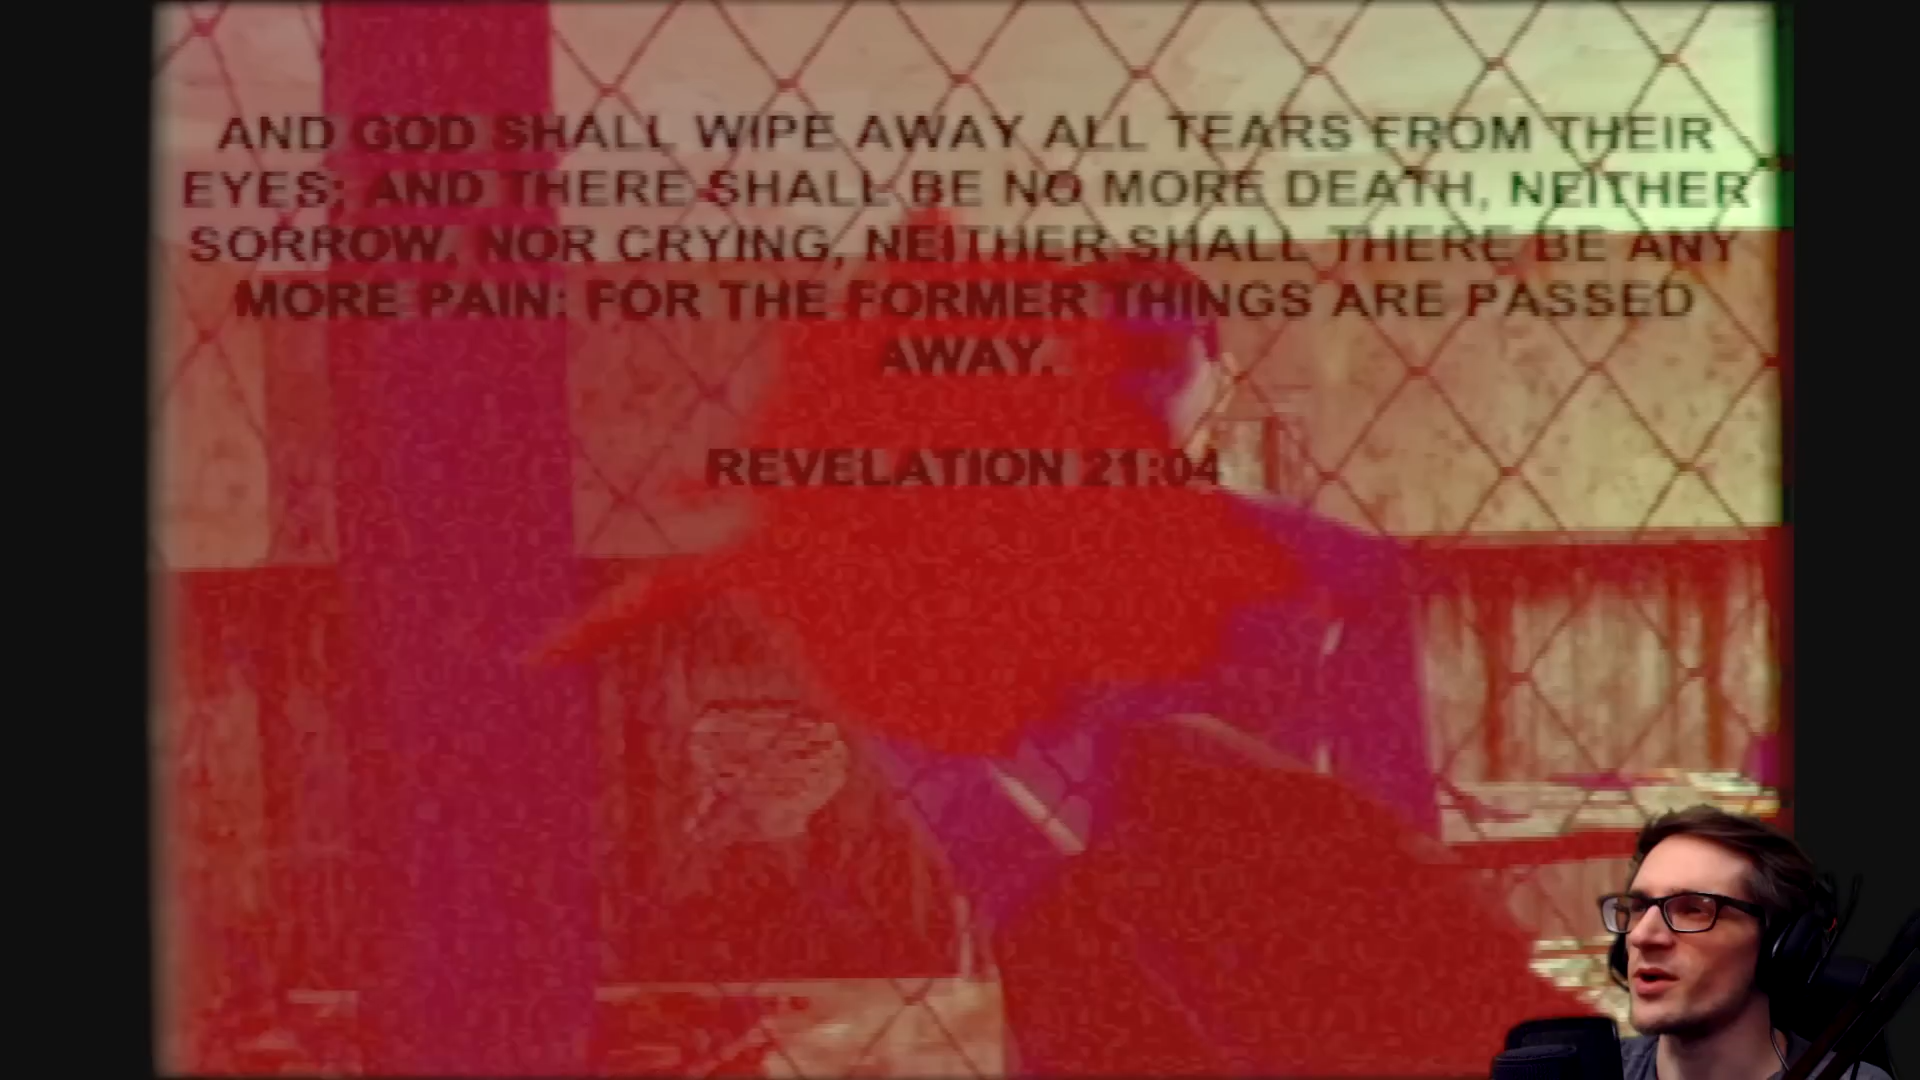 AND GOD SHALL WIPE AWAY ALL TEARS FROM THEIR
EYES; AND THERE SHALL BE NO MORE DEATH, NEITHER
SORROW, NOR CRYING, NEITHER SHALL THERE BE ANY
MORE PAIN: FOR THE FORMER THINGS ARE PASSED
AWAY.
REVELATION 21:04